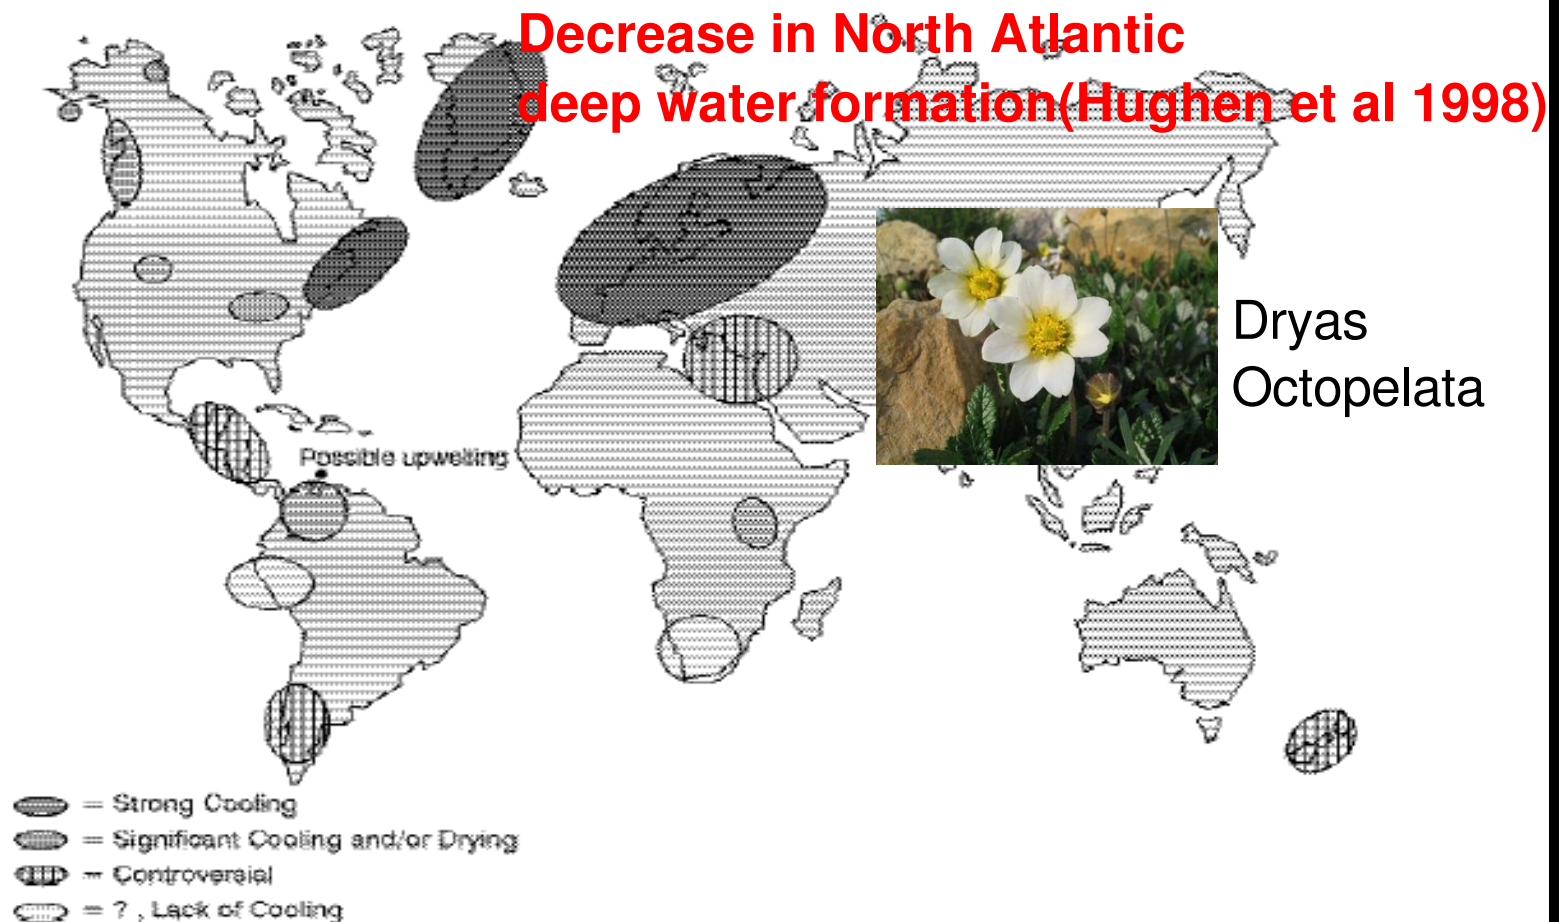 Decrease in North Atlantic
deep water formation(Hughen et al 1998)
Dryas
Octopelata
Possible upwelling
= Strong Cooling
= Significant Cooling and/or Drying
= Controversial
= ? , Lack of Cooling